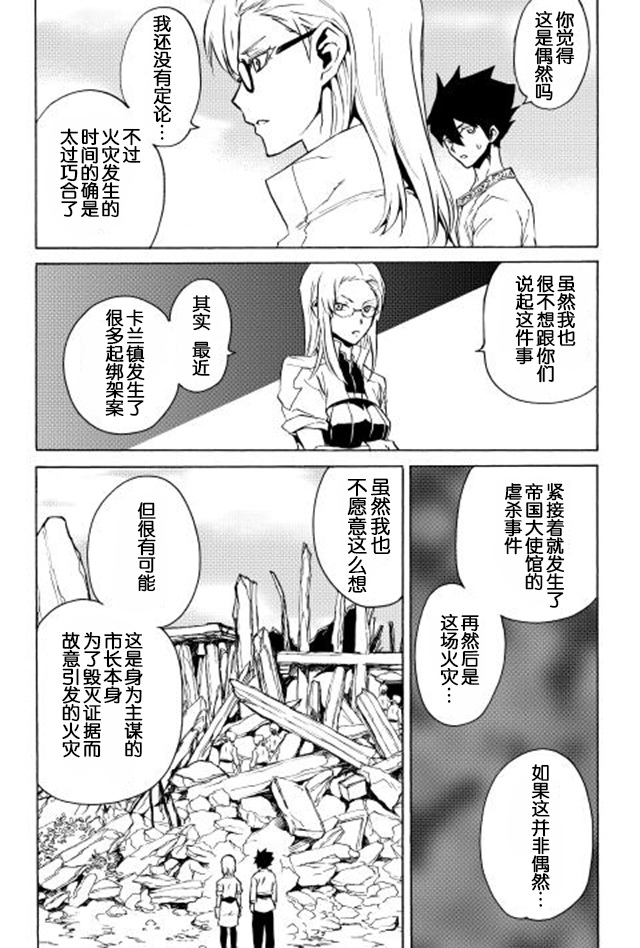 你觉得
这是偶然
吗
我还没有定论…
不过
火灾发生的
时间的确是
太过巧合了
虽然我也
很不想跟你们
说起这件事
其实 最近
卡兰镇发生了
很多起绑架案
紧接着就发生了
帝国大使馆的
虐杀事件
再然后是
这场火灾…
如果这并非
偶然…
虽然我也
不愿意这么
想
但很有
可能
这是身为主谋的
市长本身
为了毁灭证据而
故意引发的火灾